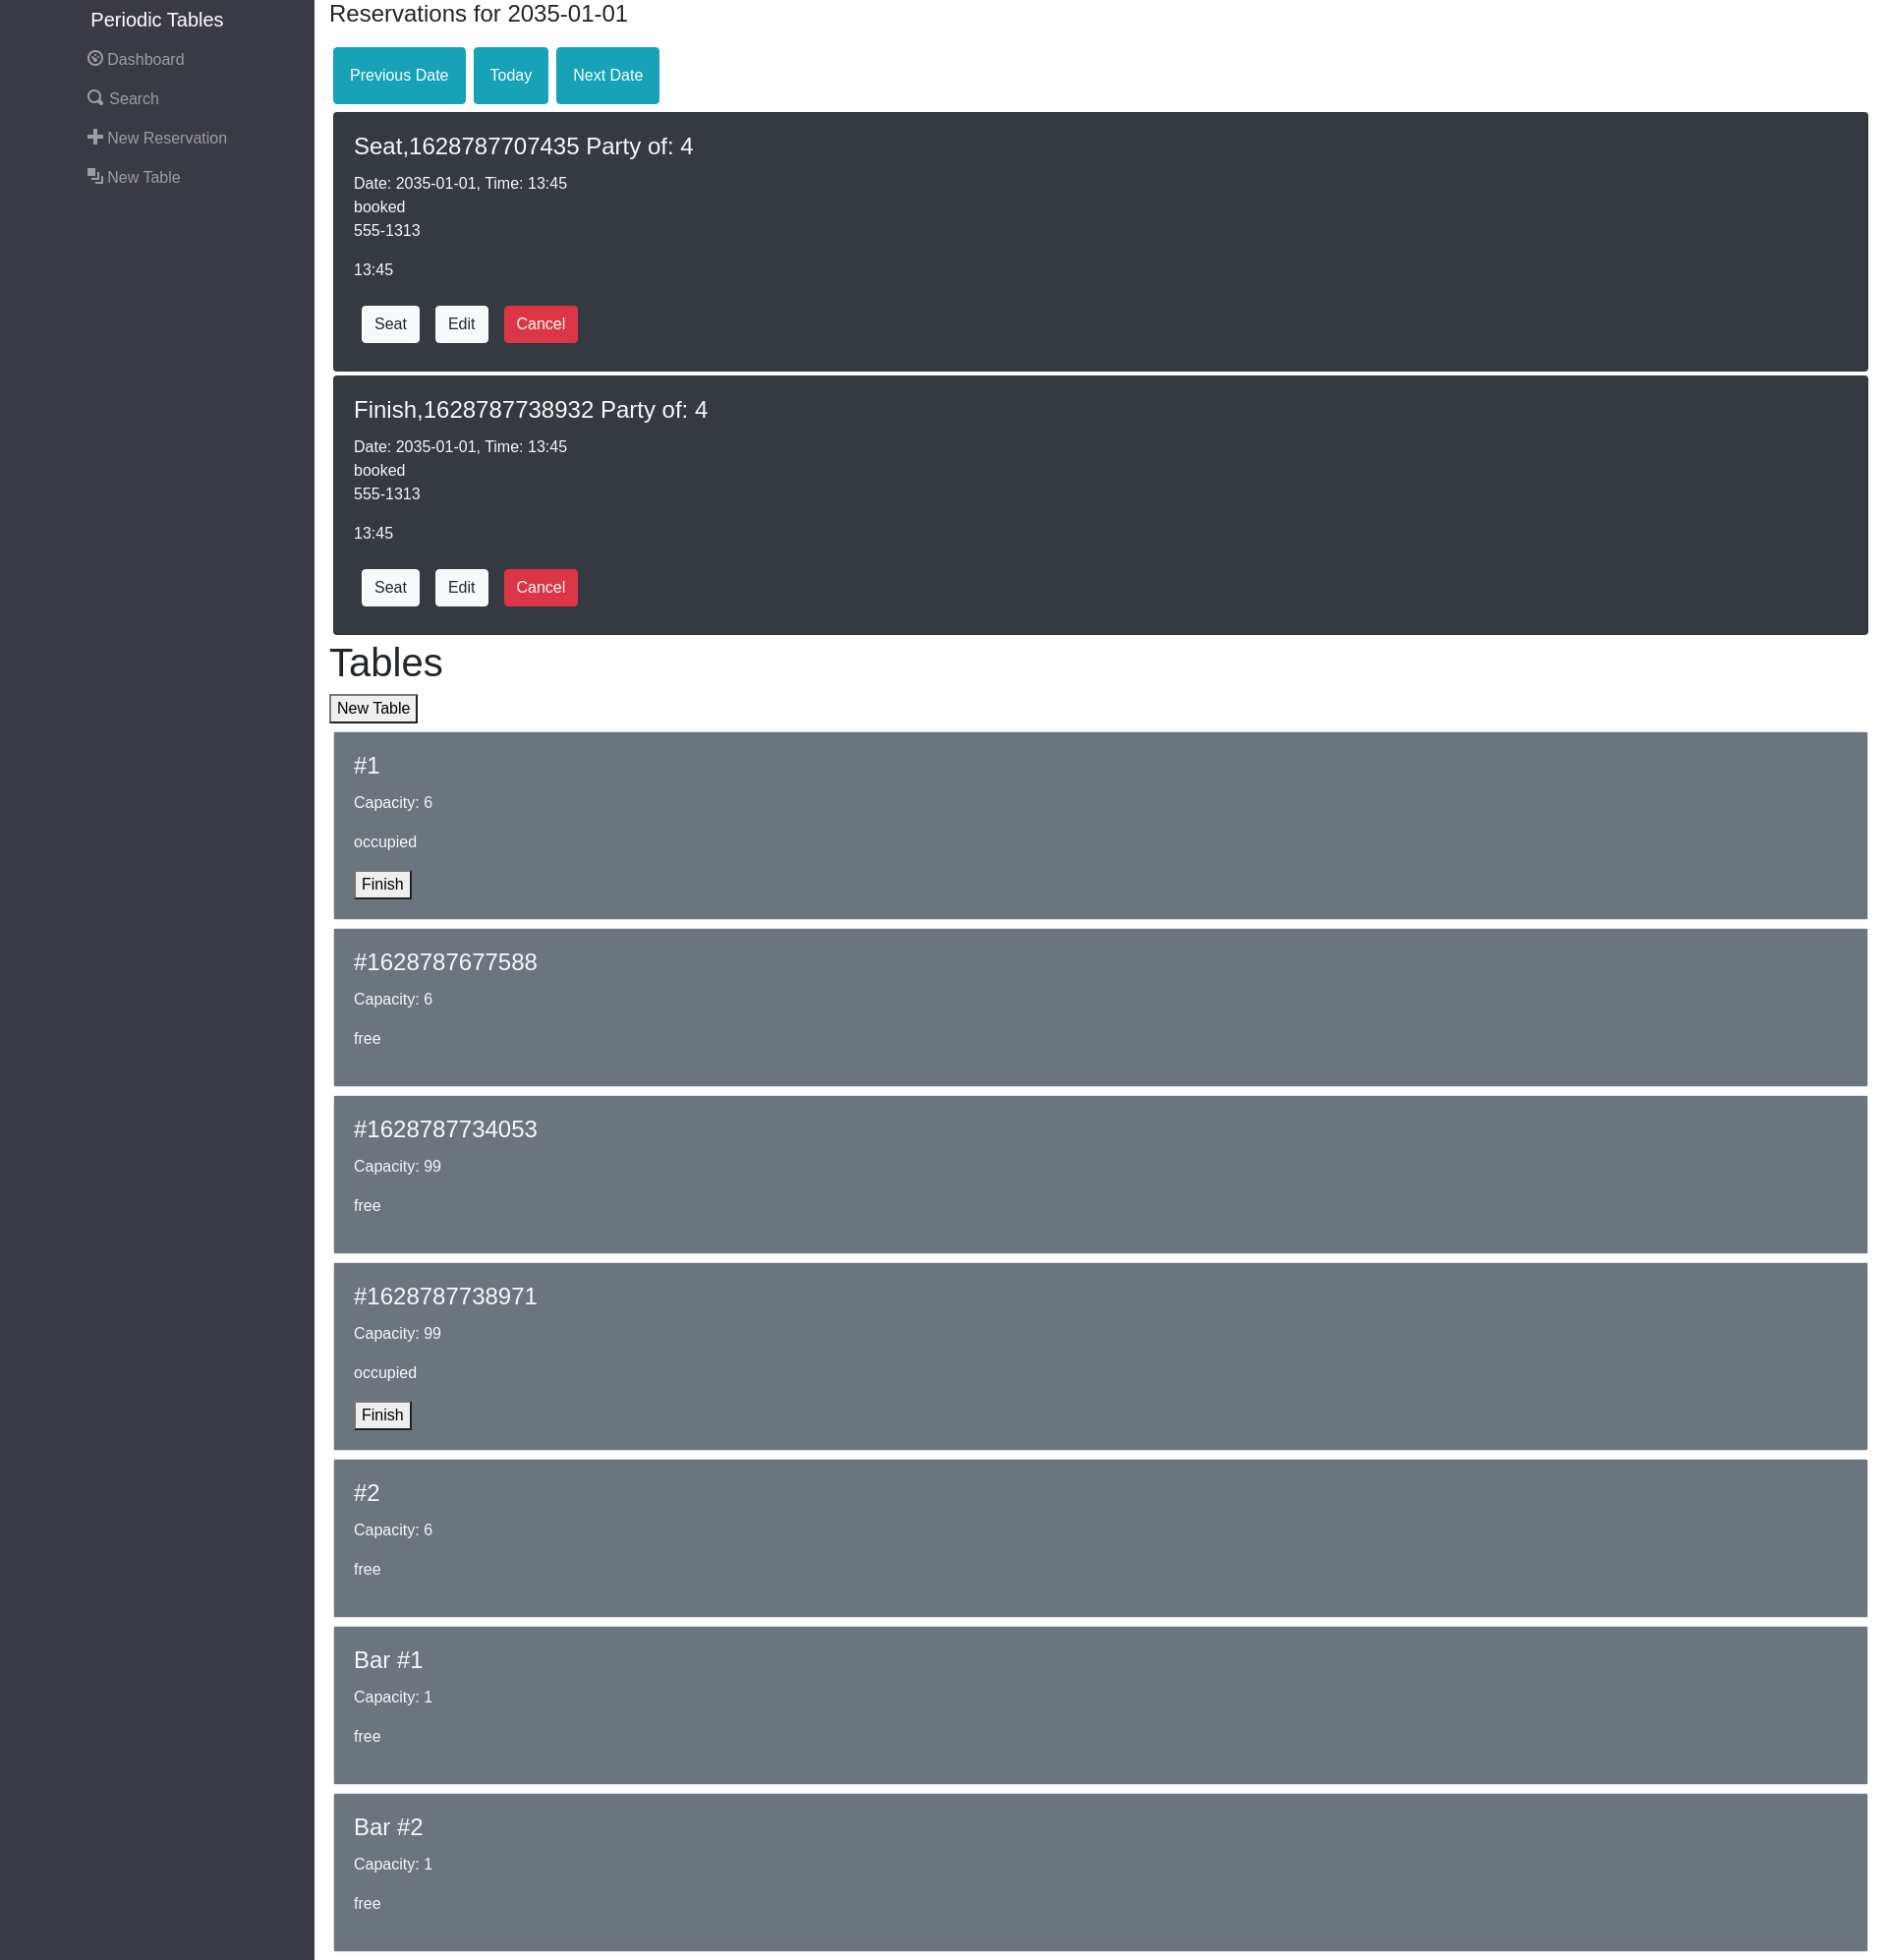 Periodic Tables
Dashboard
Search
New Reservation
New Table
Reservations for 2035-01-01
Previous Date Today Next Date
Seat,1628787707435 Party of: 4
Date: 2035-01-01, Time: 13:45
booked
555-1313
13:45
Seat Edit Cancel
Finish,1628787738932 Party of: 4
Date: 2035-01-01, Time: 13:45
booked
555-1313
13:45
Seat Edit Cancel
Tables
New Table
#1
Capacity: 6
occupied
Finish
#1628787677588
Capacity: 6
free
#1628787734053
Capacity: 99
free
#1628787738971
Capacity: 99
occupied
Finish
#2
Capacity: 6
free
Bar #1
Capacity: 1
free
Bar #2
Capacity: 1
free